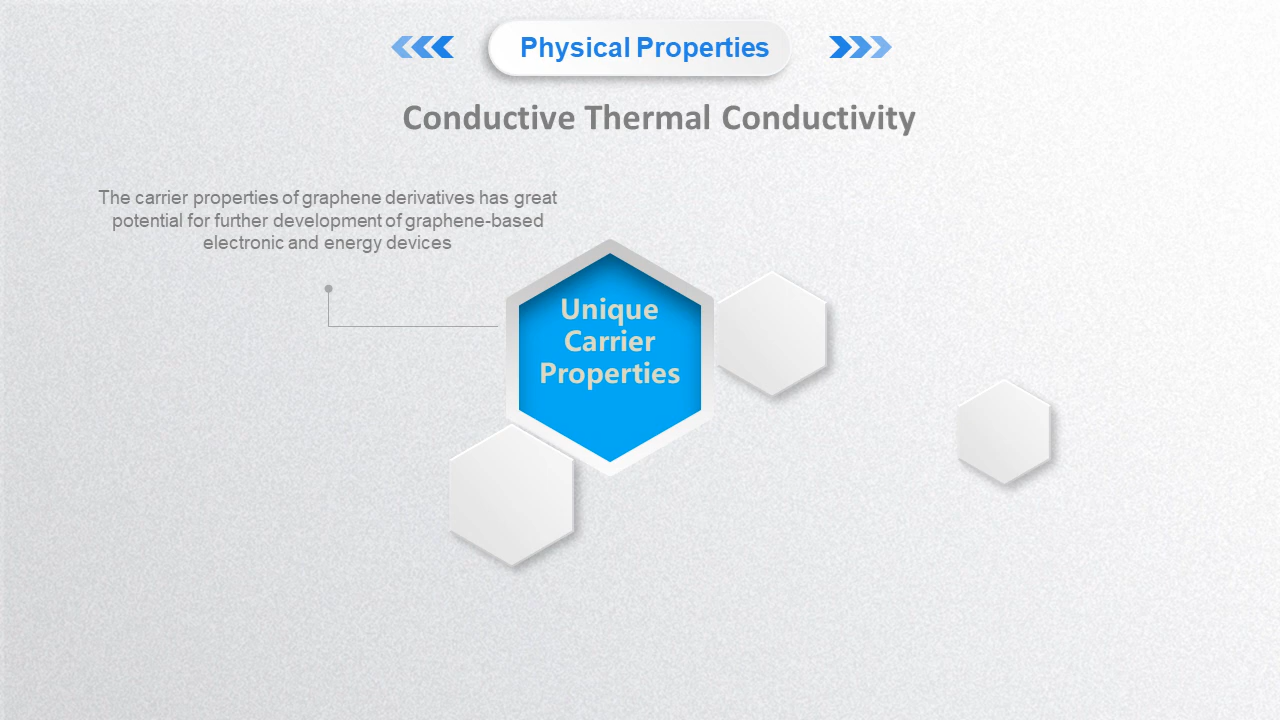 Physical Properties
Conductive Thermal Conductivity
The carrier properties of graphene derivatives has great
potential for further development of graphene-based
electronic and energy devices
Unique
Carrier
Properties